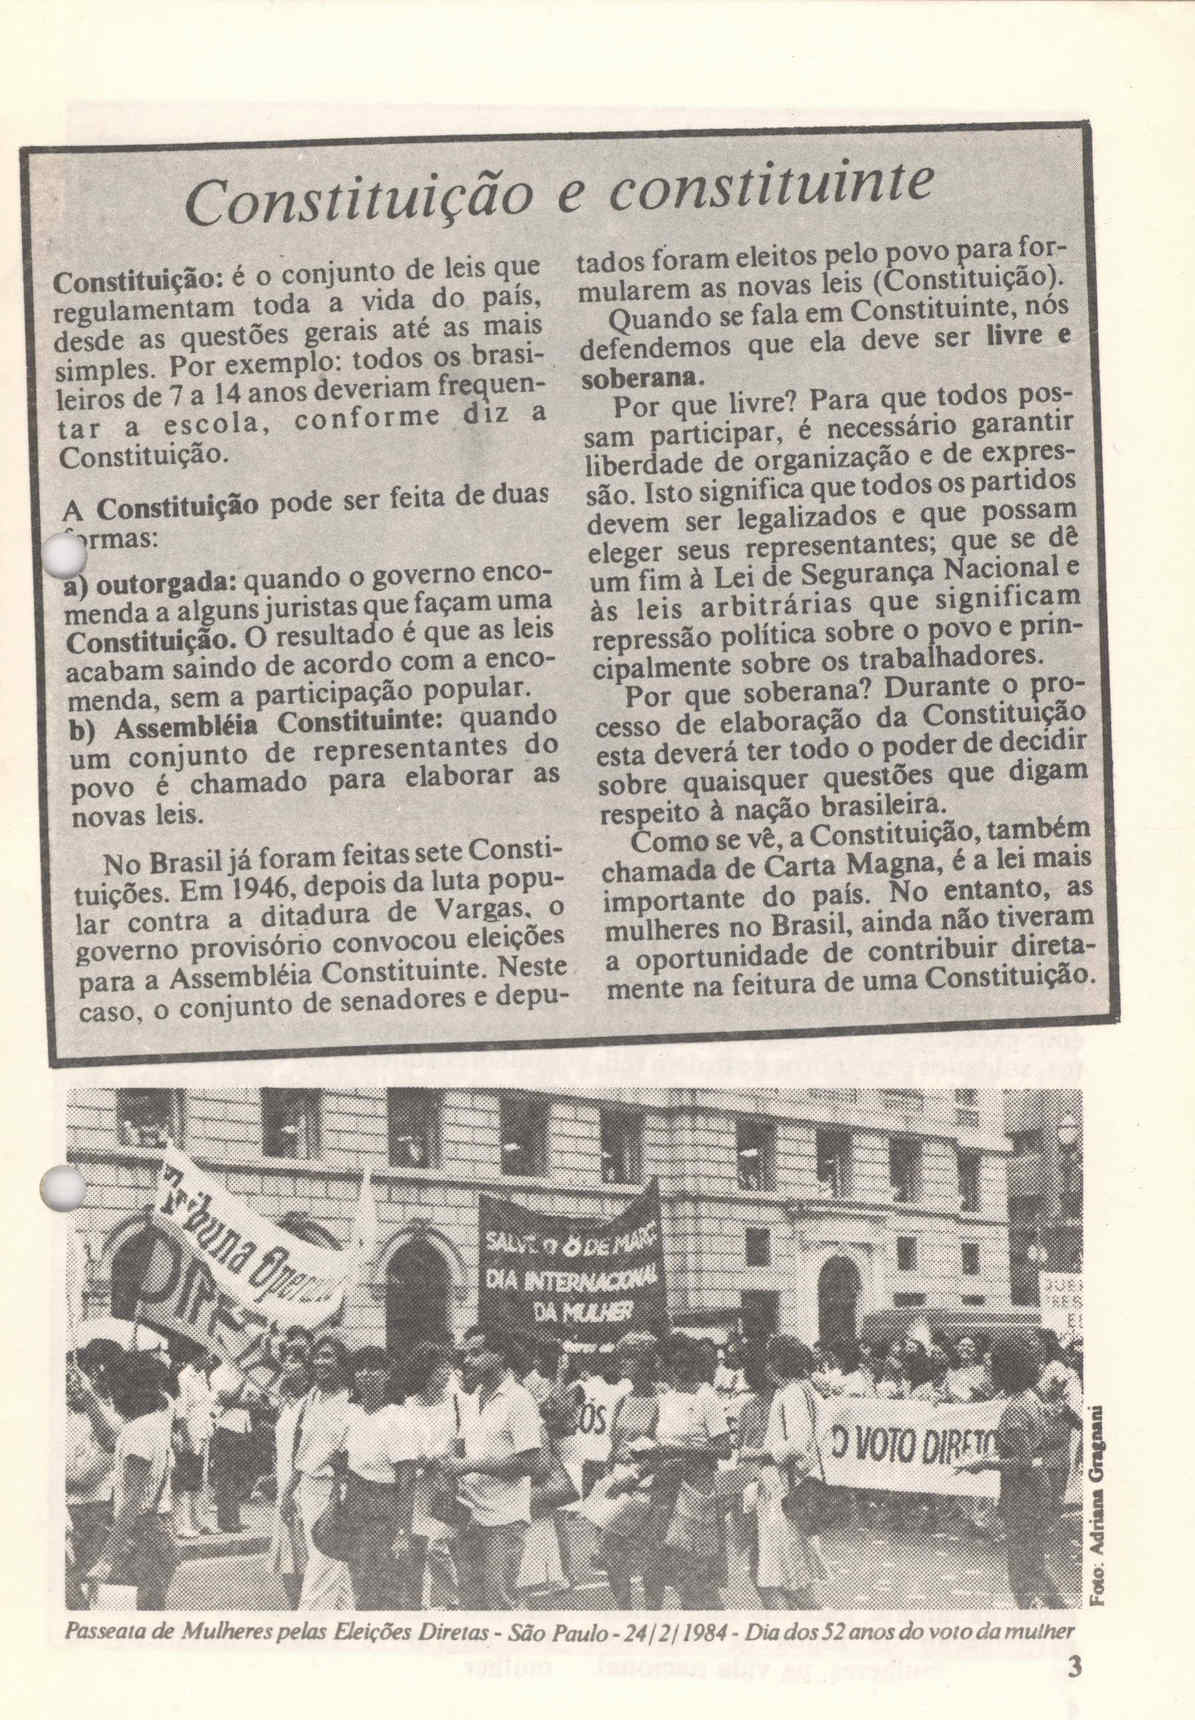 Constituição e constituinte
Constituição: é o conjunto de leis que
regulamentam toda a vida do país,
desde as questões gerais até as mais
simples. Por exemplo: todos os brasi-
leiros de 7 a 14 anos deveriam frequen-
tar a escola, conforme diz a
Constituição.
A Constituição pode ser feita de duas
formas:
a) outorgada: quando o governo enco-
menda a alguns juristas que façam uma
Constituição. O resultado é que as leis
acabam saindo de acordo com a enco-
menda, sem a participação popular.
b) Assembléia Constituinte: quando
um conjunto de representantes do
povo é chamado para elaborar as
novas leis.
No Brasil já foram feitas sete Consti-
tuições. Em 1946, depois da luta popu-
lar contra a ditadura de Vargas, o
governo provisório convocou eleições
para a Assembléia Constituinte. Neste
caso, o conjunto de senadores e depu-
tados foram eleitos pelo povo para for-
mularem as novas leis (Constituição).
Quando se fala em Constituinte, nós
defendemos que ela deve ser livre e
soberana.
Por que livre? Para que todos pos-
sam participar, é necessário garantir
liberdade de organização e de expres-
são. Isto significa que todos os partidos
devem ser legalizados e que possam
eleger seus representantes; que se dê
um fim à Lei de Segurança Nacional e
às leis arbitrárias que significam
repressão política sobre o povo e prin-
cipalmente sobre os trabalhadores.
Por que soberana? Durante o pro-
cesso de elaboração da Constituição
esta deverá ter todo o poder de decidir
sobre quaisquer questões que digam
respeito à nação brasileira.
Como se vê, a Constituição, também
chamada de Carta Magna, é a lei mais
importante do país. No entanto, as
mulheres no Brasil, ainda não tiveram
a oportunidade de contribuir direta-
mente na feitura de uma Constituição.
Tribuna Operária
DIRE
SALVE O 8 DE MARÇO
DIA INTERNACIONAL
DA MULHER
ÓS
O VOTO DIRETO
Foto: Adriana Gragnani
Passeata de Mulheres pelas Eleições Diretas - São Paulo - 24/2/1984 - Dia dos 52 anos do voto da mulher
3